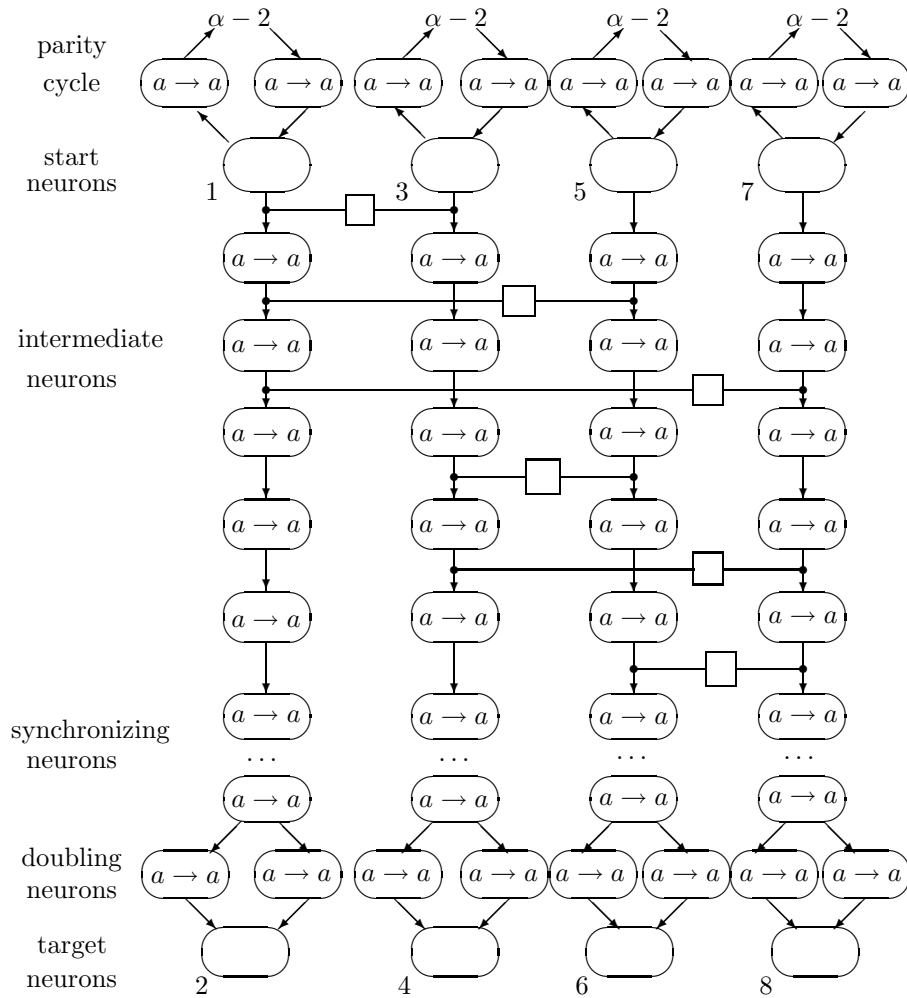 α − 2 α − 2 α − 2 α − 2
parity
cycle a → a a → a a → a a → a a → a a → a a → a a → a
start
neurons
1 3 5 7
a → a a → a a → a a → a
intermediate a → a a → a a → a a → a
neurons
a → a a → a a → a a → a
a → a a → a a → a a → a
a → a a → a a → a a → a
a → a a → a a → a a → a
synchronizing
neurons ... ... ... ...
a → a a → a a → a a → a
doubling
a → a a → a a → a a → a a → a a → a a → a a → a
neurons
target
neurons
2 4 6 8